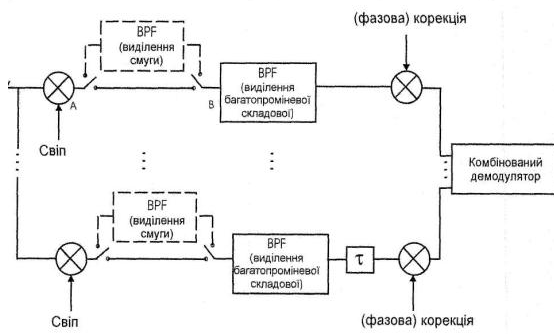 (фазова) корекція
BPF
(виділення
смуги)
BPF
(виділення
багатопроміневої
складової)
A
B
Свіп
Комбінований
демодулятор
BPF
(виділення
смуги)
BPF
(виділення
багатопроміневої
складової)
τ
Свіп
(фазова) корекція